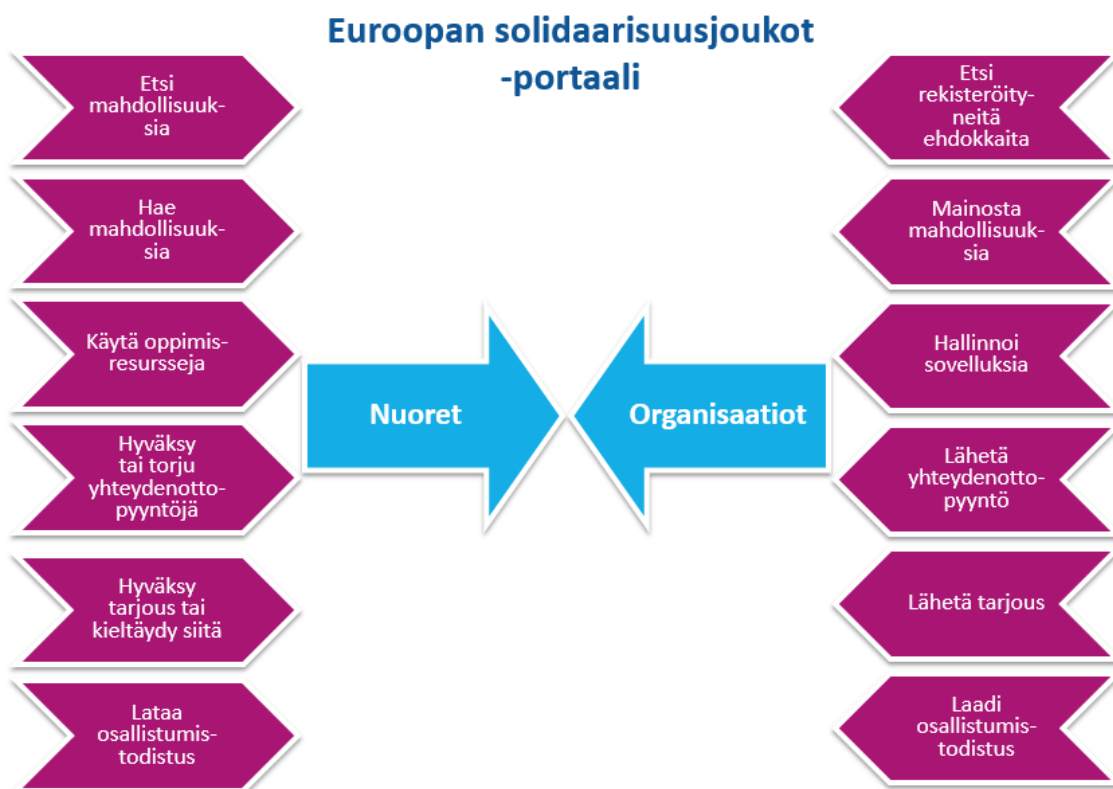 Euroopan solidaarisuusjoukot
-portaali
Etsi
mahdollisuuk-
sia
Hae
mahdollisuuk-
sia
Käytä oppimis-
resursseja
Hyväksy
tai torju
yhteydenotto-
pyyntöjä
Hyväksy
tarjous tai
kieltäydy siitä
Lataa
osallistumis-
todistus
Nuoret
Organisaatiot
Etsi
rekisteröity-
neitä
ehdokkaita
Mainosta
mahdollisuuk-
sia
Hallinnoi
sovelluksia
Lähetä
yhteydenotto-
pyyntö
Lähetä tarjous
Laadi
osallistumis-
todistus